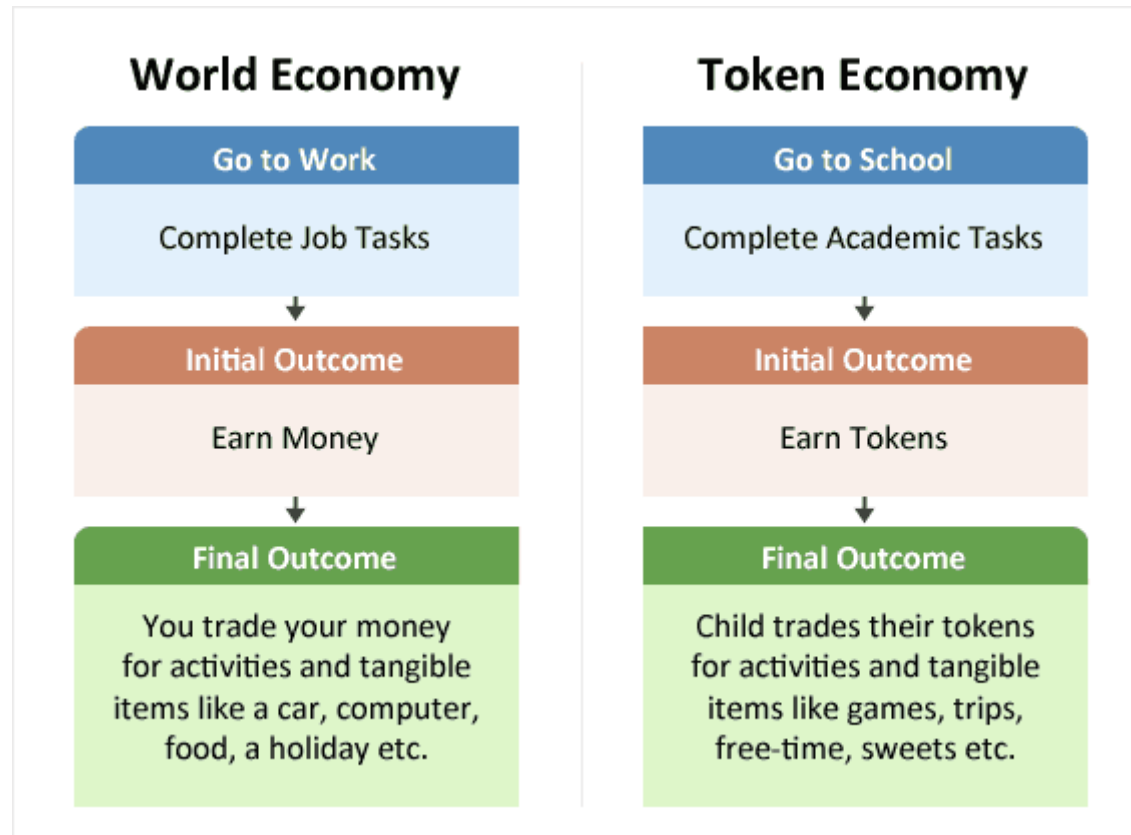 World Economy
Go to Work
Complete Job Tasks
Initial Outcome
Earn Money
Final Outcome
You trade your money
for activities and tangible
items like a car, computer,
food, a holiday etc.
Token Economy
Go to School
Complete Academic Tasks
Initial Outcome
Earn Tokens
Final Outcome
Child trades their tokens
for activities and tangible
items like games, trips,
free-time, sweets etc.